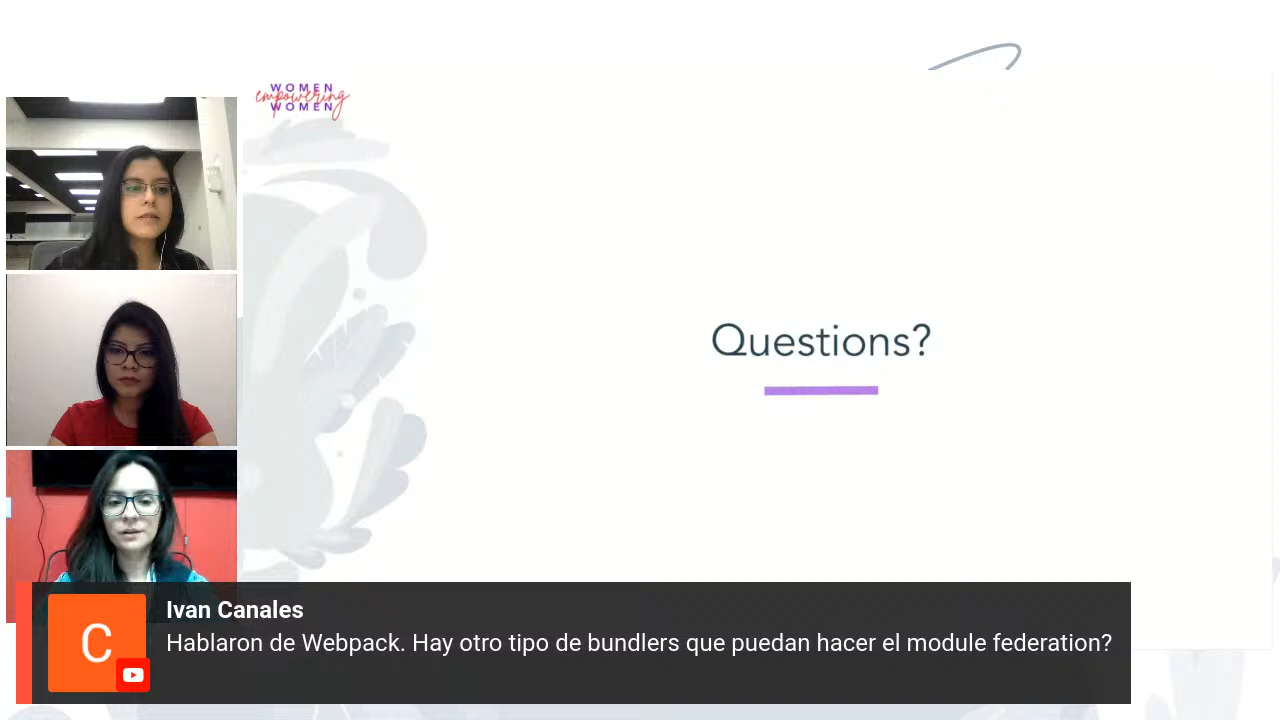 WOMEN
empowering
WOMEN
Questions?
C
Ivan Canales
Hablaron de Webpack. Hay otro tipo de bundlers que puedan hacer el module federation?